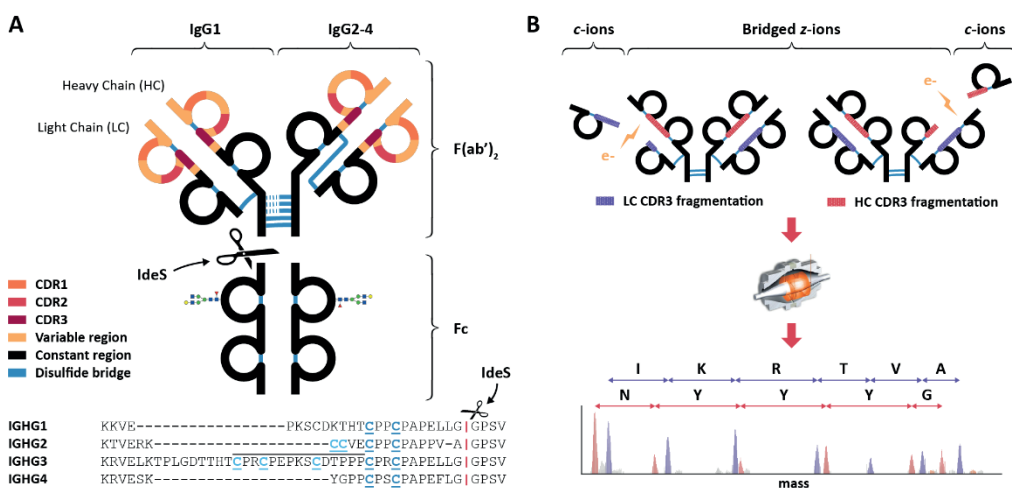 A
IgG1
IgG2-4
Heavy Chain (HC)
Light Chain (LC)
F(ab')₂
IdeS
Fc
CDR1
CDR2
CDR3
Variable region
Constant region
Disulfide bridge
IdeS
IGHG1 KKVE-----------------PKSCDKTHTCPPCPAPELLG|GPSV
IGHG2 KTVERK--------------------CCVECPPCPAPPV-A|GPSV
IGHG3 KRVELKTPLGDTTHTCPRCPEPKSCDTPPPCPRCPAPELLG|GPSV
IGHG4 KRVESK--------------------YGPPCPSCPAPEFLG|GPSV
B
c-ions
Bridged z-ions
c-ions
e-
e-
LC CDR3 fragmentation
HC CDR3 fragmentation
I K R T V A
N Y Y Y G
mass